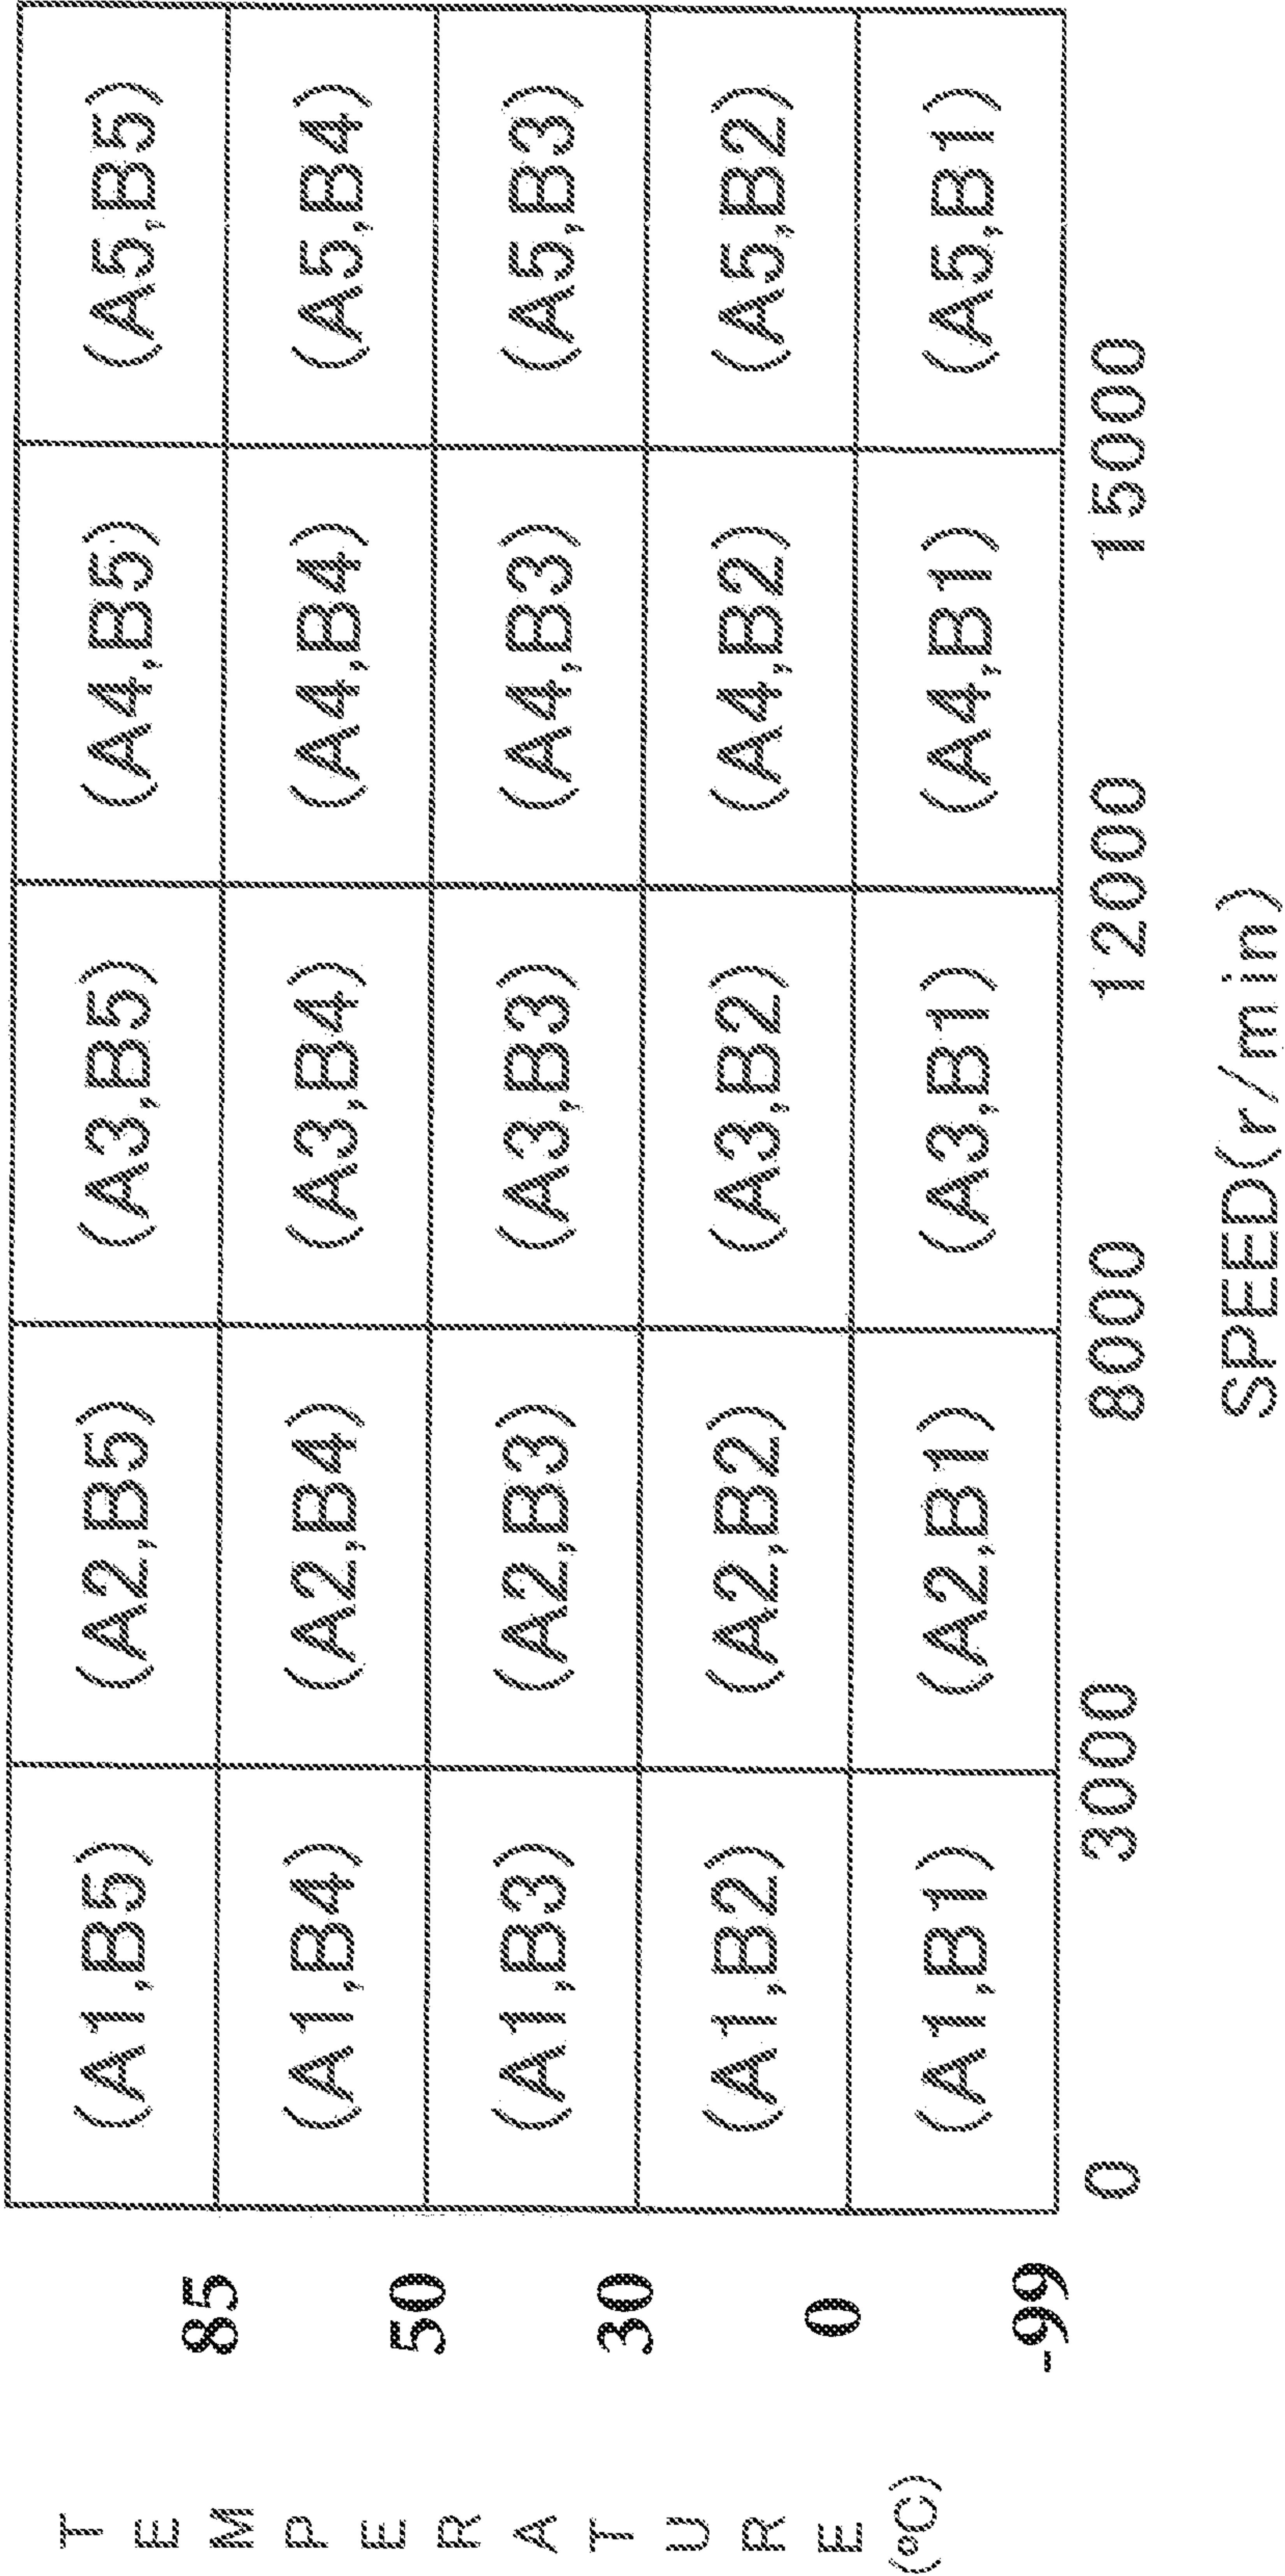 TEMPERATURE (°C)
85 (A1,B5) (A2,B5) (A3,B5) (A4,B5) (A5,B5)
50 (A1,B4) (A2,B4) (A3,B4) (A4,B4) (A5,B4)
30 (A1,B3) (A2,B3) (A3,B3) (A4,B3) (A5,B3)
0 (A1,B2) (A2,B2) (A3,B2) (A4,B2) (A5,B2)
-99 (A1,B1) (A2,B1) (A3,B1) (A4,B1) (A5,B1)
0 3000 8000 12000 15000
SPEED(r/min)